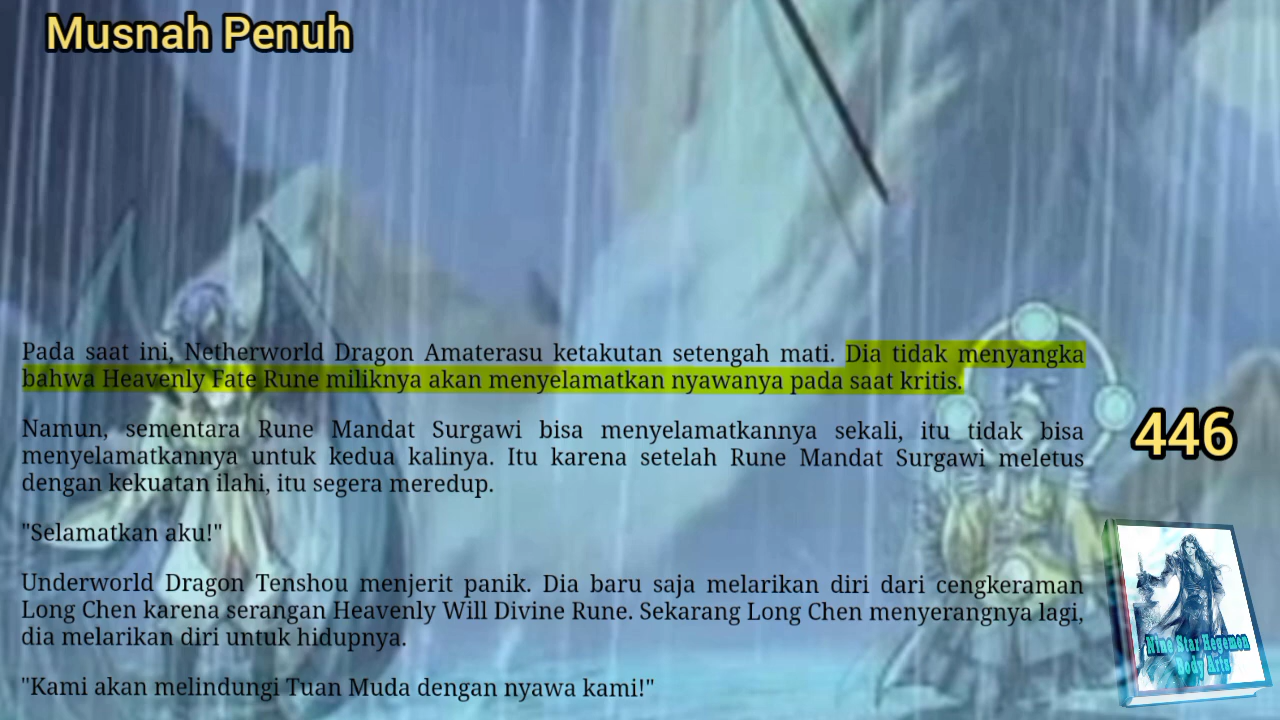 Musnah Penuh
Pada saat ini, Netherworld Dragon Amaterasu ketakutan setengah mati. Dia tidak menyangka
bahwa Heavenly Fate Rune miliknya akan menyelamatkan nyawanya pada saat kritis.
Namun, sementara Rune Mandat Surgawi bisa menyelamatkannya sekali, itu tidak bisa
menyelamatkannya untuk kedua kalinya. Itu karena setelah Rune Mandat Surgawi meletus
dengan kekuatan ilahi, itu segera meredup.
446
"Selamatkan aku!"
Underworld Dragon Tenshou menjerit panik. Dia baru saja melarikan diri dari cengkeraman
Long Chen karena serangan Heavenly Will Divine Rune. Sekarang Long Chen menyerangnya lagi,
dia melarikan diri untuk hidupnya.
"Kami akan melindungi Tuan Muda dengan nyawa kami!"
Nine Star Hegemon
Body Arts